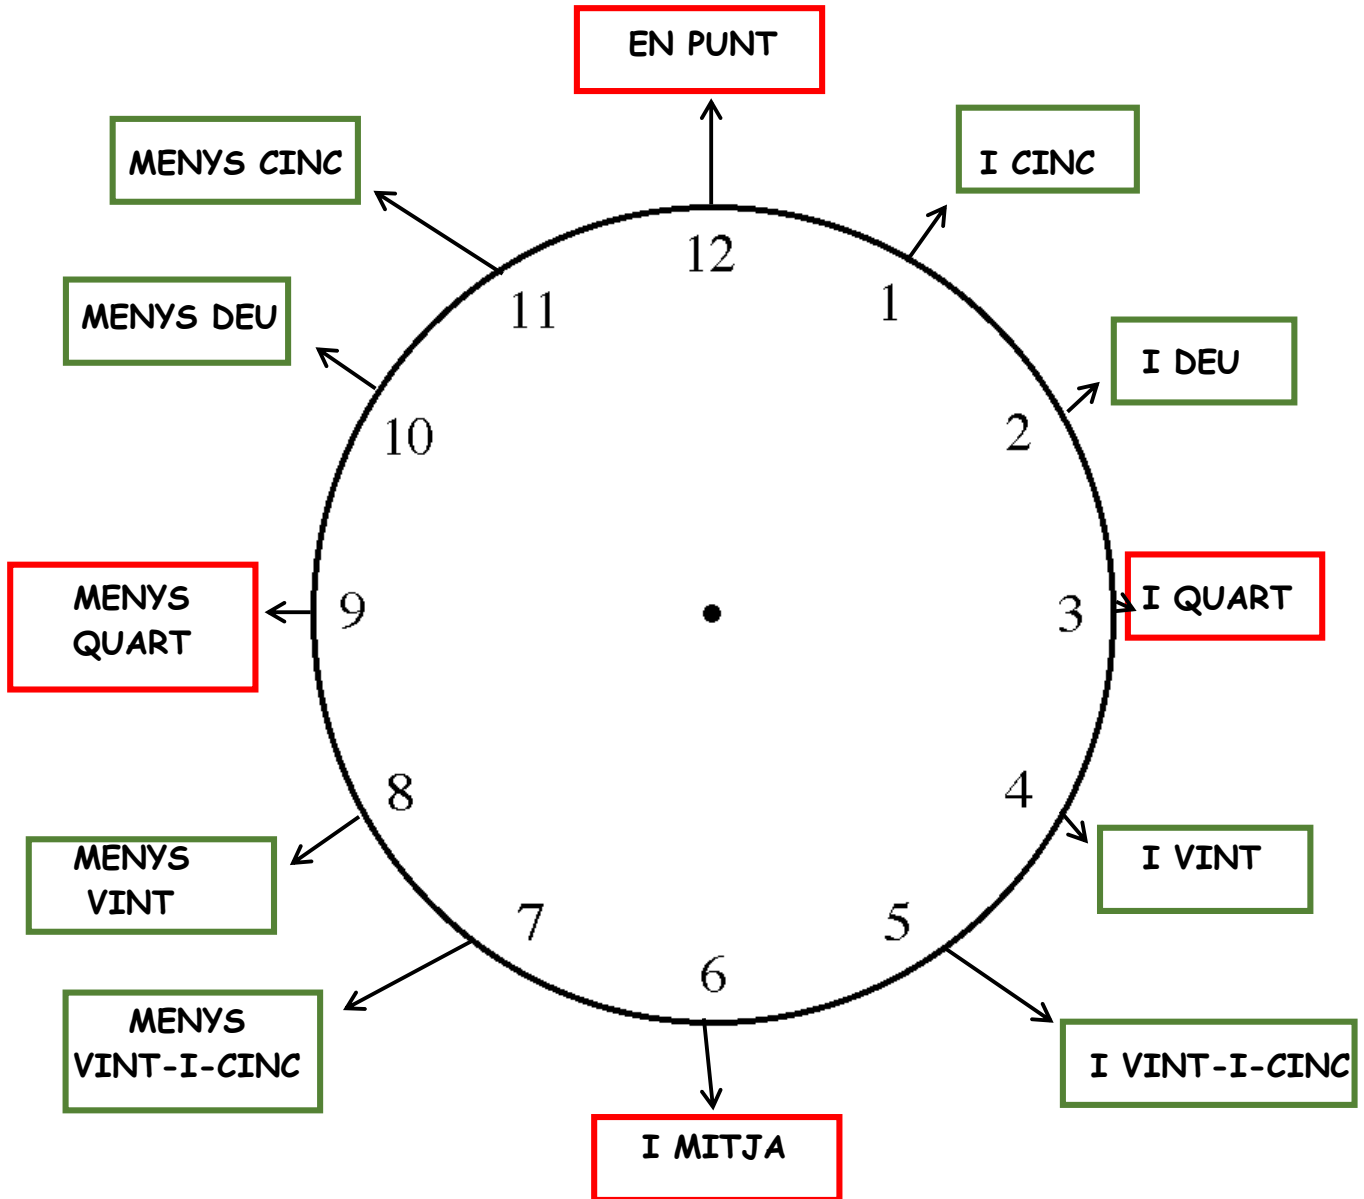 EN PUNT
MENYS CINC
I CINC
12
11
1
MENYS DEU
I DEU
10
2
MENYS
QUART
9
3
I QUART
8
4
MENYS
VINT
I VINT
7
5
6
MENYS
VINT-I-CINC
I VINT-I-CINC
I MITJA